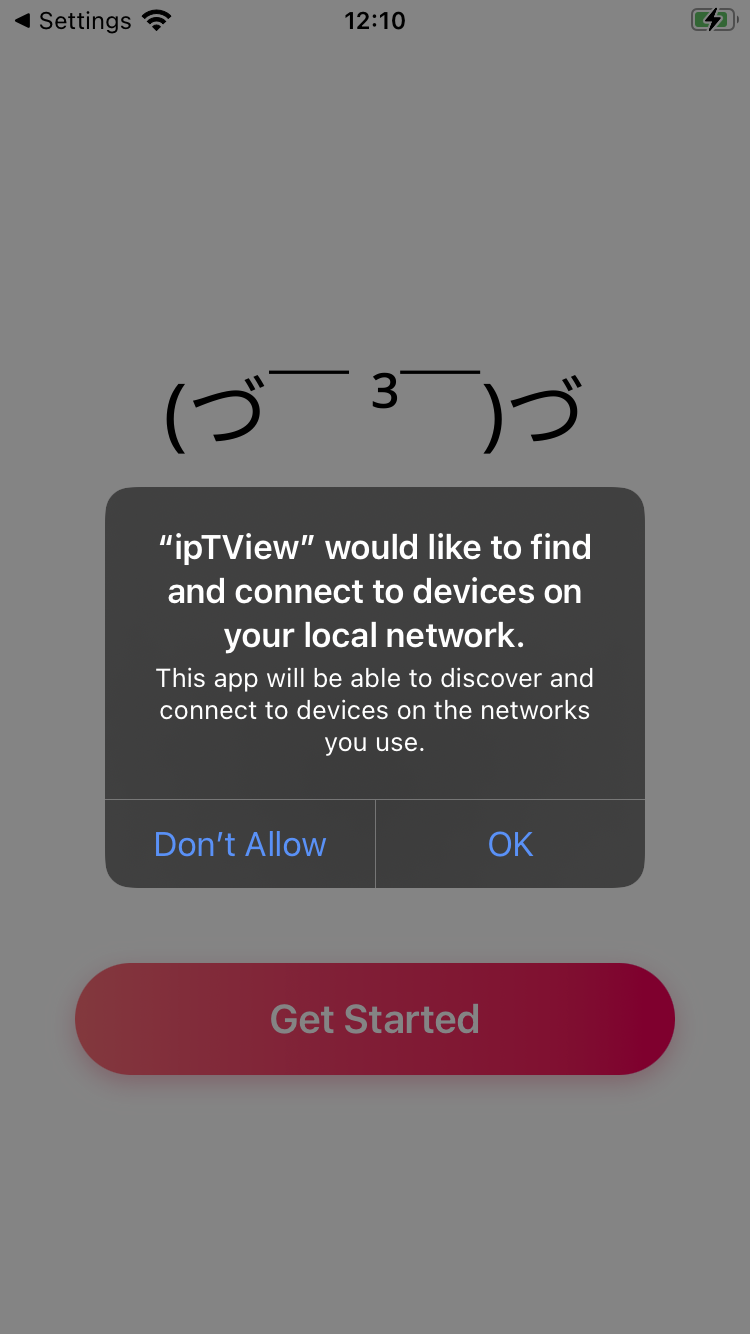 Settings 12:10
(づ￣ ³￣)づ
“ipTView” would like to find
and connect to devices on
your local network.
This app will be able to discover and
connect to devices on the networks
you use.
Don’t Allow OK
Get Started